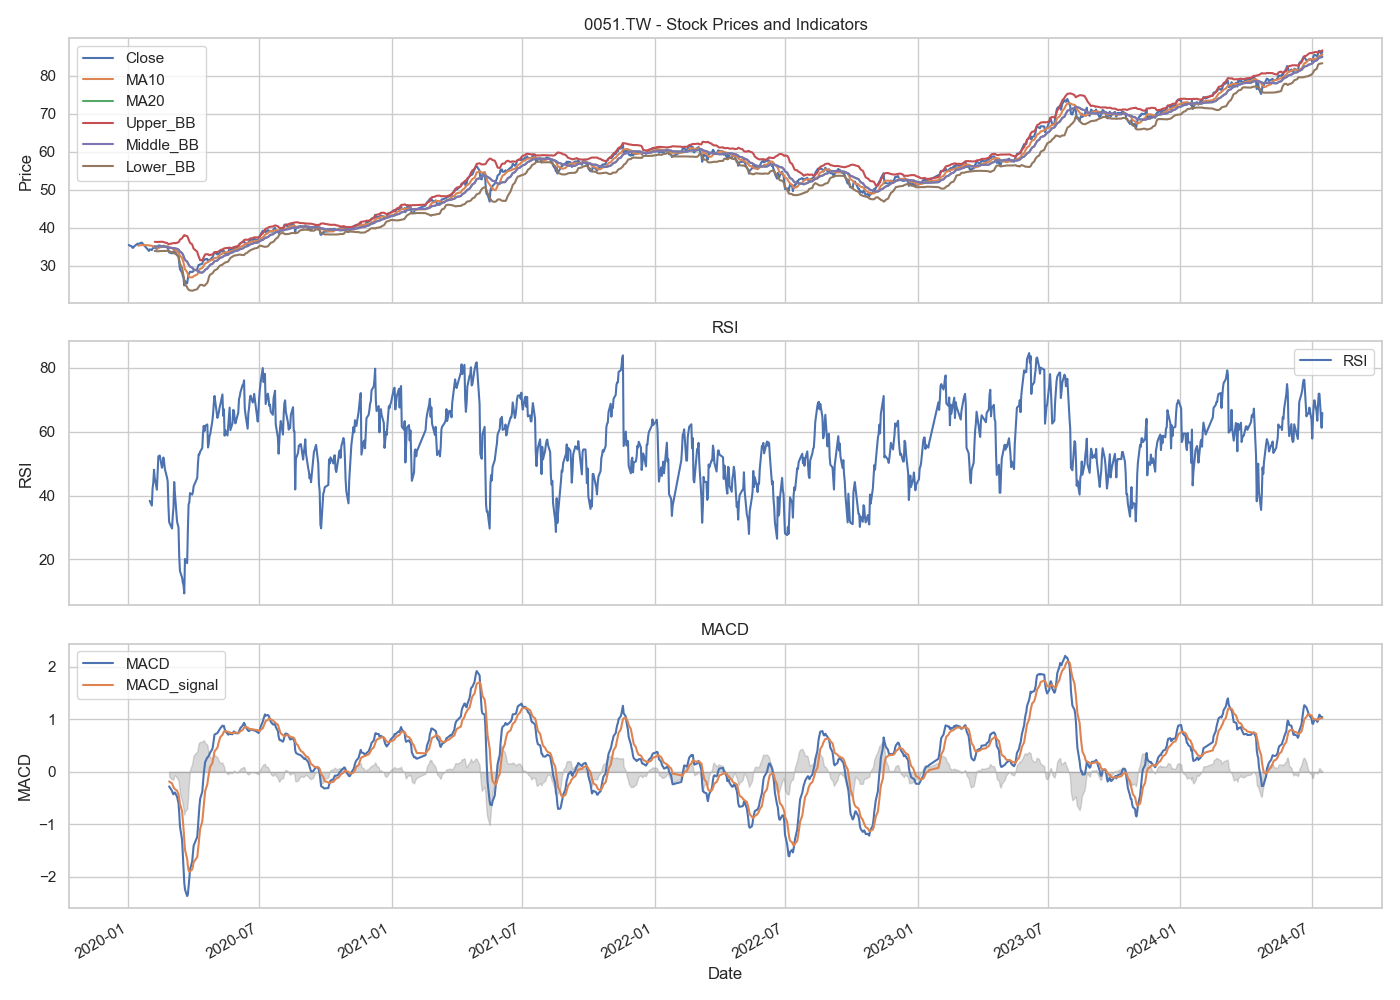 0051.TW - Stock Prices and Indicators
Close
MA10
MA20
Upper_BB
Middle_BB
Lower_BB
Price
80
70
60
50
40
30
RSI
RSI
RSI
80
60
40
20
MACD
MACD
MACD_signal
MACD
2
1
0
−1
−2
2020-01
2020-07
2021-01
2021-07
2022-01
2022-07
2023-01
2023-07
2024-01
2024-07
Date